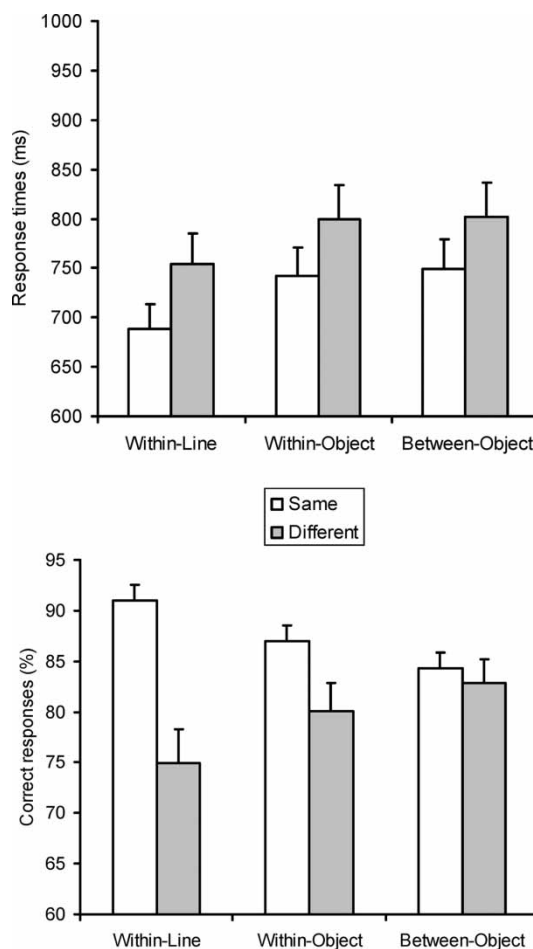 Response times (ms)
1000
950
900
850
800
750
700
650
600
Within-Line Within-Object Between-Object
Same
Different
Correct responses (%)
95
90
85
80
75
70
65
60
Within-Line Within-Object Between-Object